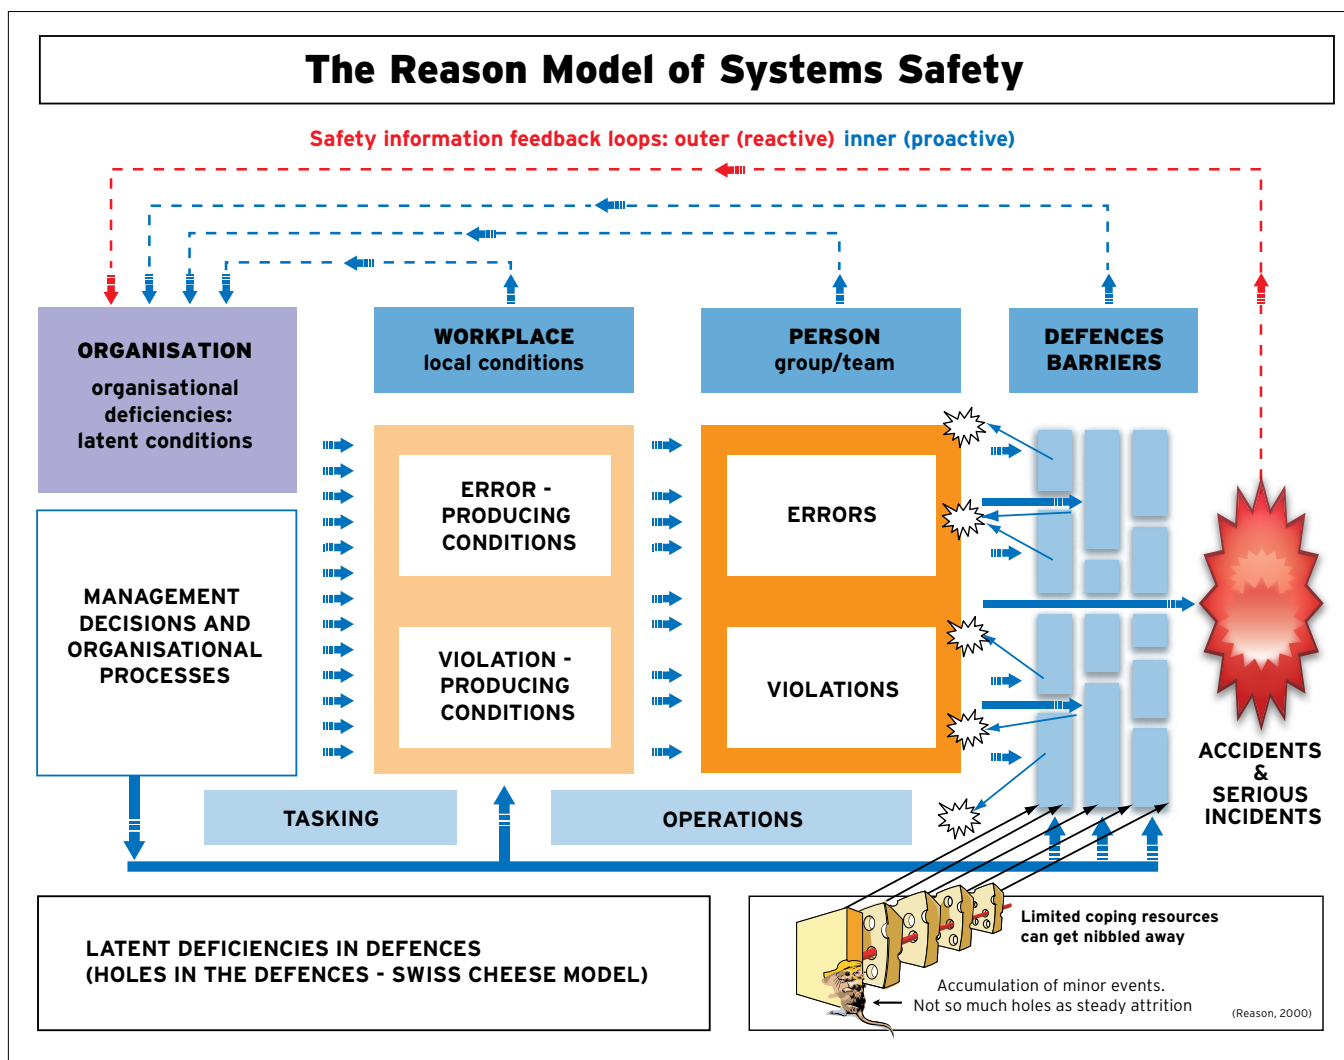 The Reason Model of Systems Safety
Safety information feedback loops: outer (reactive) inner (proactive)
ORGANISATION
organisational
deficiencies:
latent conditions
WORKPLACE
local conditions
PERSON
group/team
DEFENCES
BARRIERS
MANAGEMENT
DECISIONS AND
ORGANISATIONAL
PROCESSES
ERROR -
PRODUCING
CONDITIONS
VIOLATION -
PRODUCING
CONDITIONS
ERRORS
VIOLATIONS
ACCIDENTS
&
SERIOUS
INCIDENTS
TASKING
OPERATIONS
LATENT DEFICIENCIES IN DEFENCES
(HOLES IN THE DEFENCES - SWISS CHEESE MODEL)
Limited coping resources
can get nibbled away
Accumulation of minor events.
Not so much holes as steady attrition
(Reason, 2000)